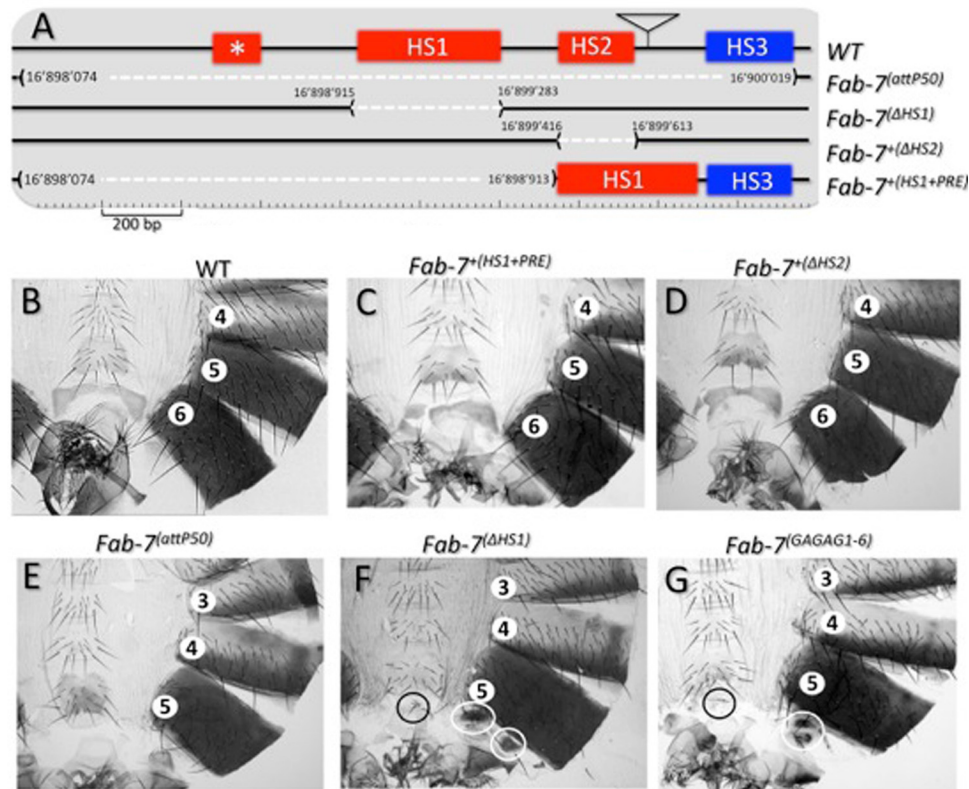 A
* HS1 HS2 HS3 WT
16'898'074 16'900'019 Fab-7(attP50)
16'898'915 16'899'283 Fab-7(ΔHS1)
16'899'416 16'899'613 Fab-7+(ΔHS2)
16'898'074 16'898'913 HS1 HS3 Fab-7+(HS1+PRE)
200 bp
WT Fab-7+(HS1+PRE) Fab-7+(ΔHS2)
B 4 5 6
C 4 5 6
D 4 5 6
Fab-7(attP50) Fab-7(ΔHS1) Fab-7(GAGAG1-6)
E 3 4 5
F 3 4 5
G 3 4 5